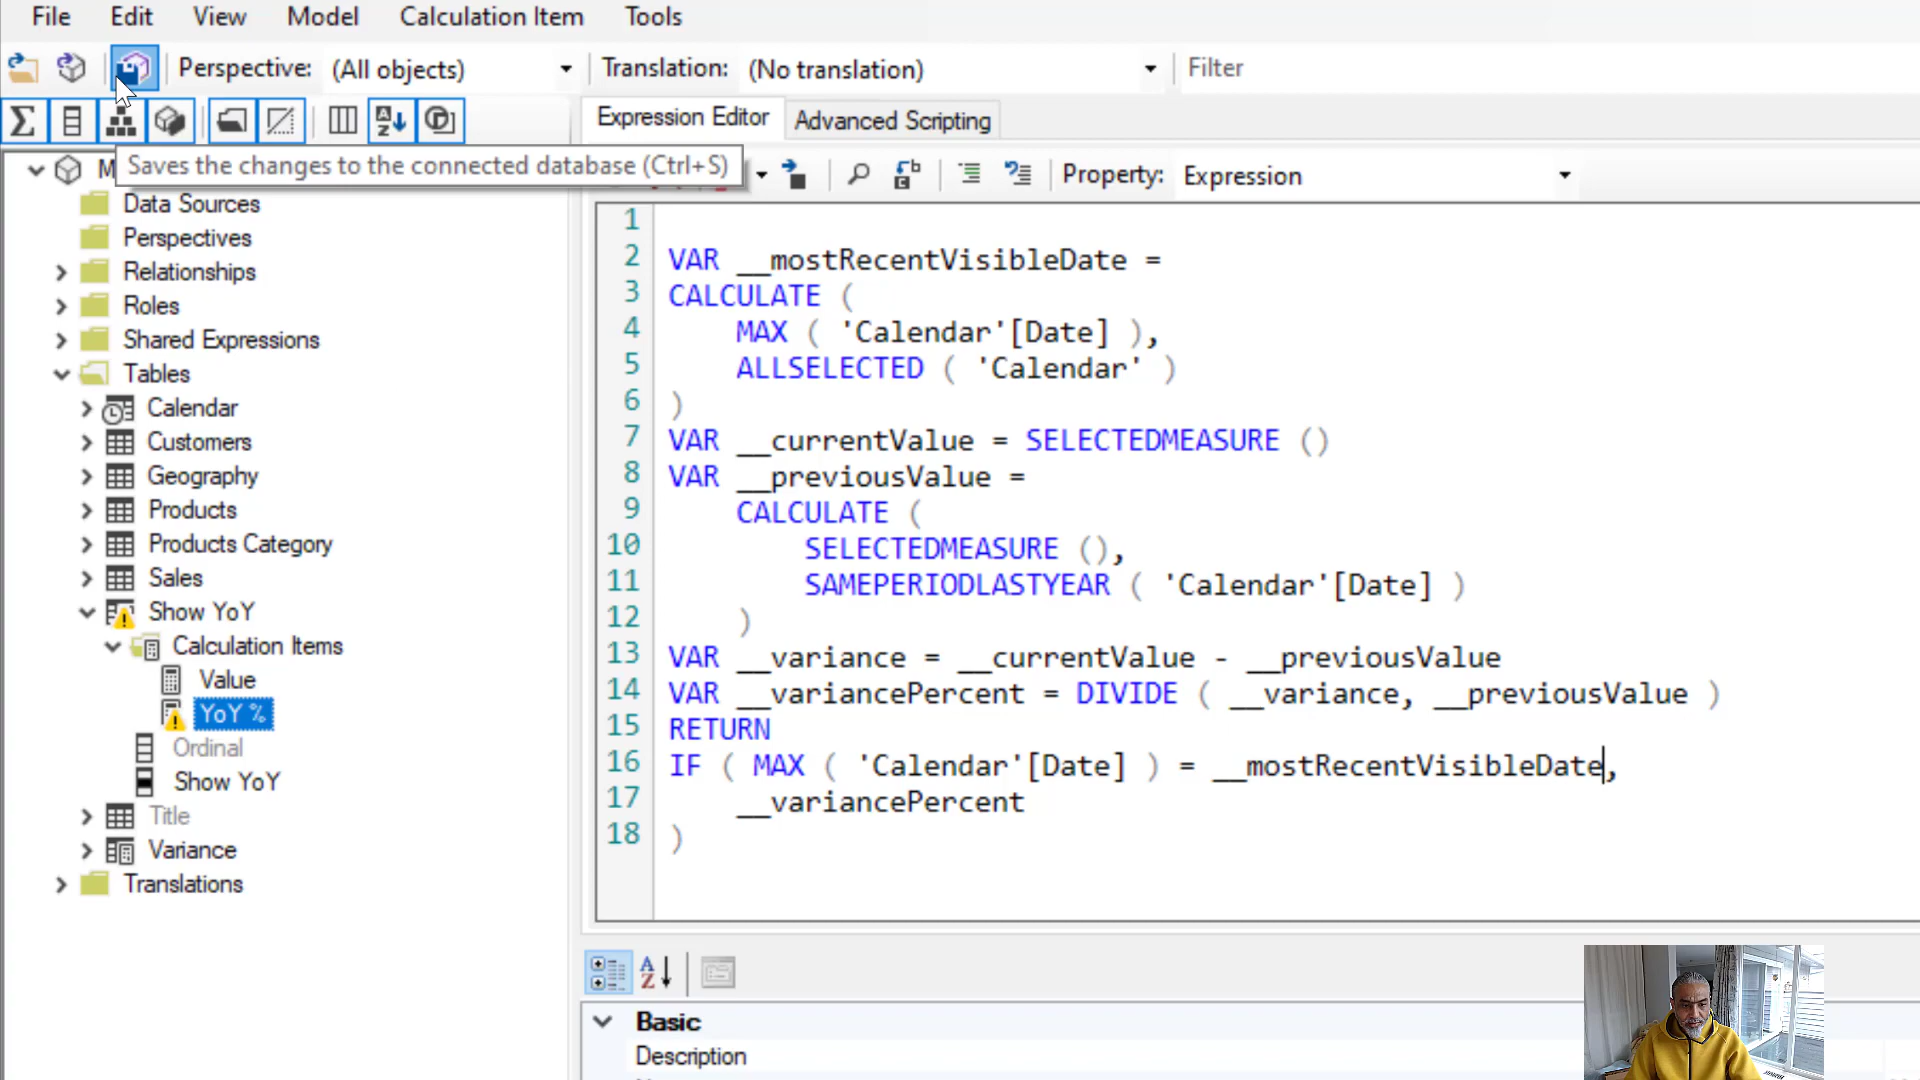 File Edit View Model Calculation Item Tools
Perspective: (All objects) Translation: (No translation) Filter
Expression Editor Advanced Scripting
Saves the changes to the connected database (Ctrl+S)
Property: Expression
Data Sources
Perspectives
Relationships
Roles
Shared Expressions
Tables
Calendar
Customers
Geography
Products
Products Category
Sales
Show YoY
Calculation Items
Value
YoY %
Ordinal
Show YoY
Title
Variance
Translations
1
2 VAR __mostRecentVisibleDate =
3 CALCULATE (
4 MAX ( 'Calendar'[Date] ),
5 ALLSELECTED ( 'Calendar' )
6 )
7 VAR __currentValue = SELECTEDMEASURE ()
8 VAR __previousValue =
9 CALCULATE (
10 SELECTEDMEASURE (),
11 SAMEPERIODLASTYEAR ( 'Calendar'[Date] )
12 )
13 VAR __variance = __currentValue - __previousValue
14 VAR __variancePercent = DIVIDE ( __variance, __previousValue )
15 RETURN
16 IF ( MAX ( 'Calendar'[Date] ) = __mostRecentVisibleDate,
17 __variancePercent
18 )
Basic
Description